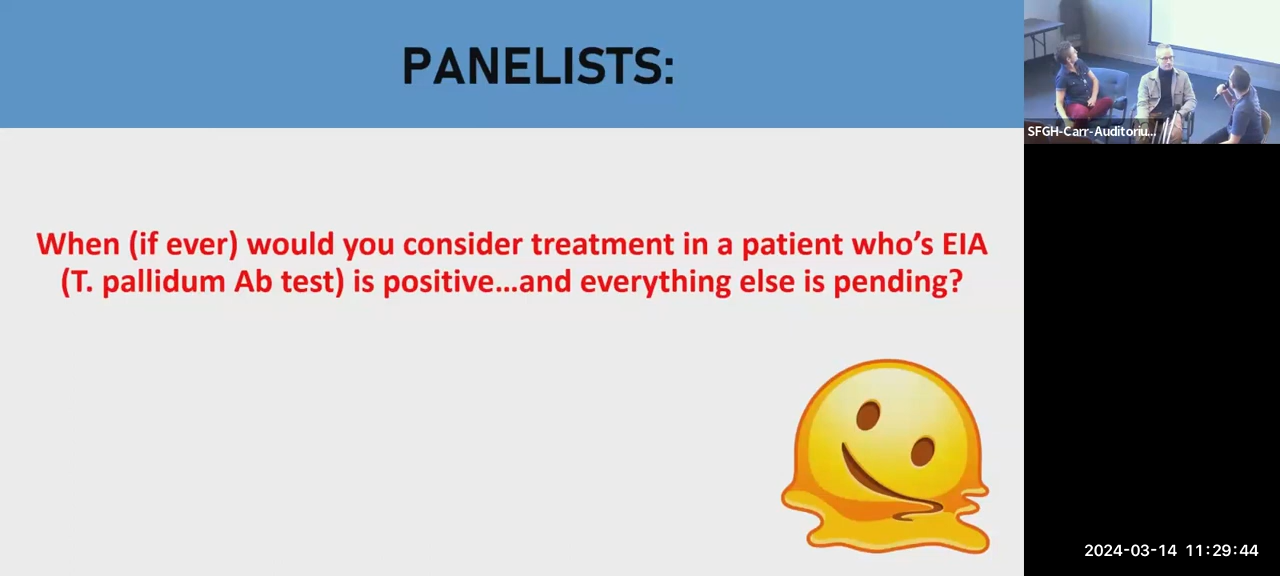 PANELISTS:
SFGH-Carr-Auditoriu...
When (if ever) would you consider treatment in a patient who’s EIA
(T. pallidum Ab test) is positive...and everything else is pending?
2024-03-14 11:29:44